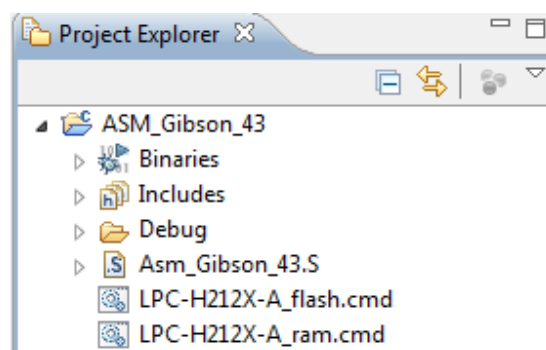 Project Explorer
ASM_Gibson_43
Binaries
Includes
Debug
Asm_Gibson_43.S
LPC-H212X-A_flash.cmd
LPC-H212X-A_ram.cmd